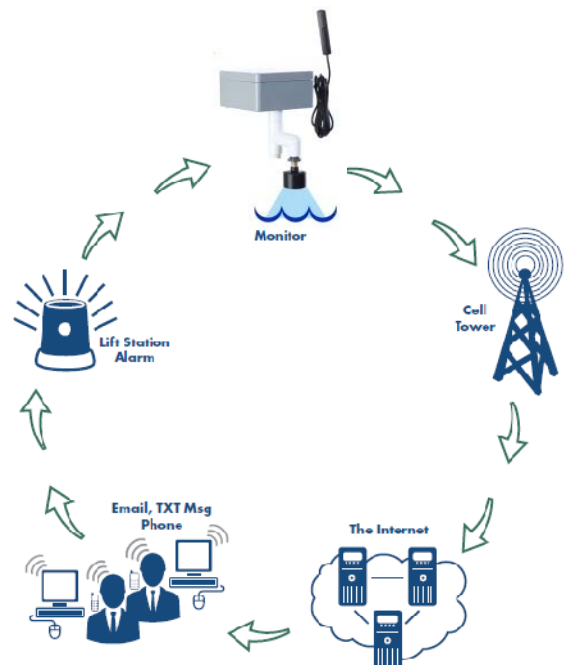 Monitor
Cell
Tower
The Internet
Email, TXT Msg
Phone
Lift Station
Alarm